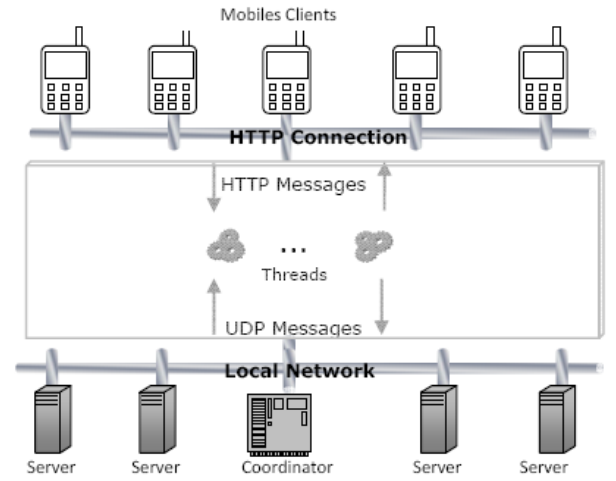 Mobiles Clients
HTTP Connection
HTTP Messages
...
Threads
UDP Messages
Local Network
Server
Server
Coordinator
Server
Server